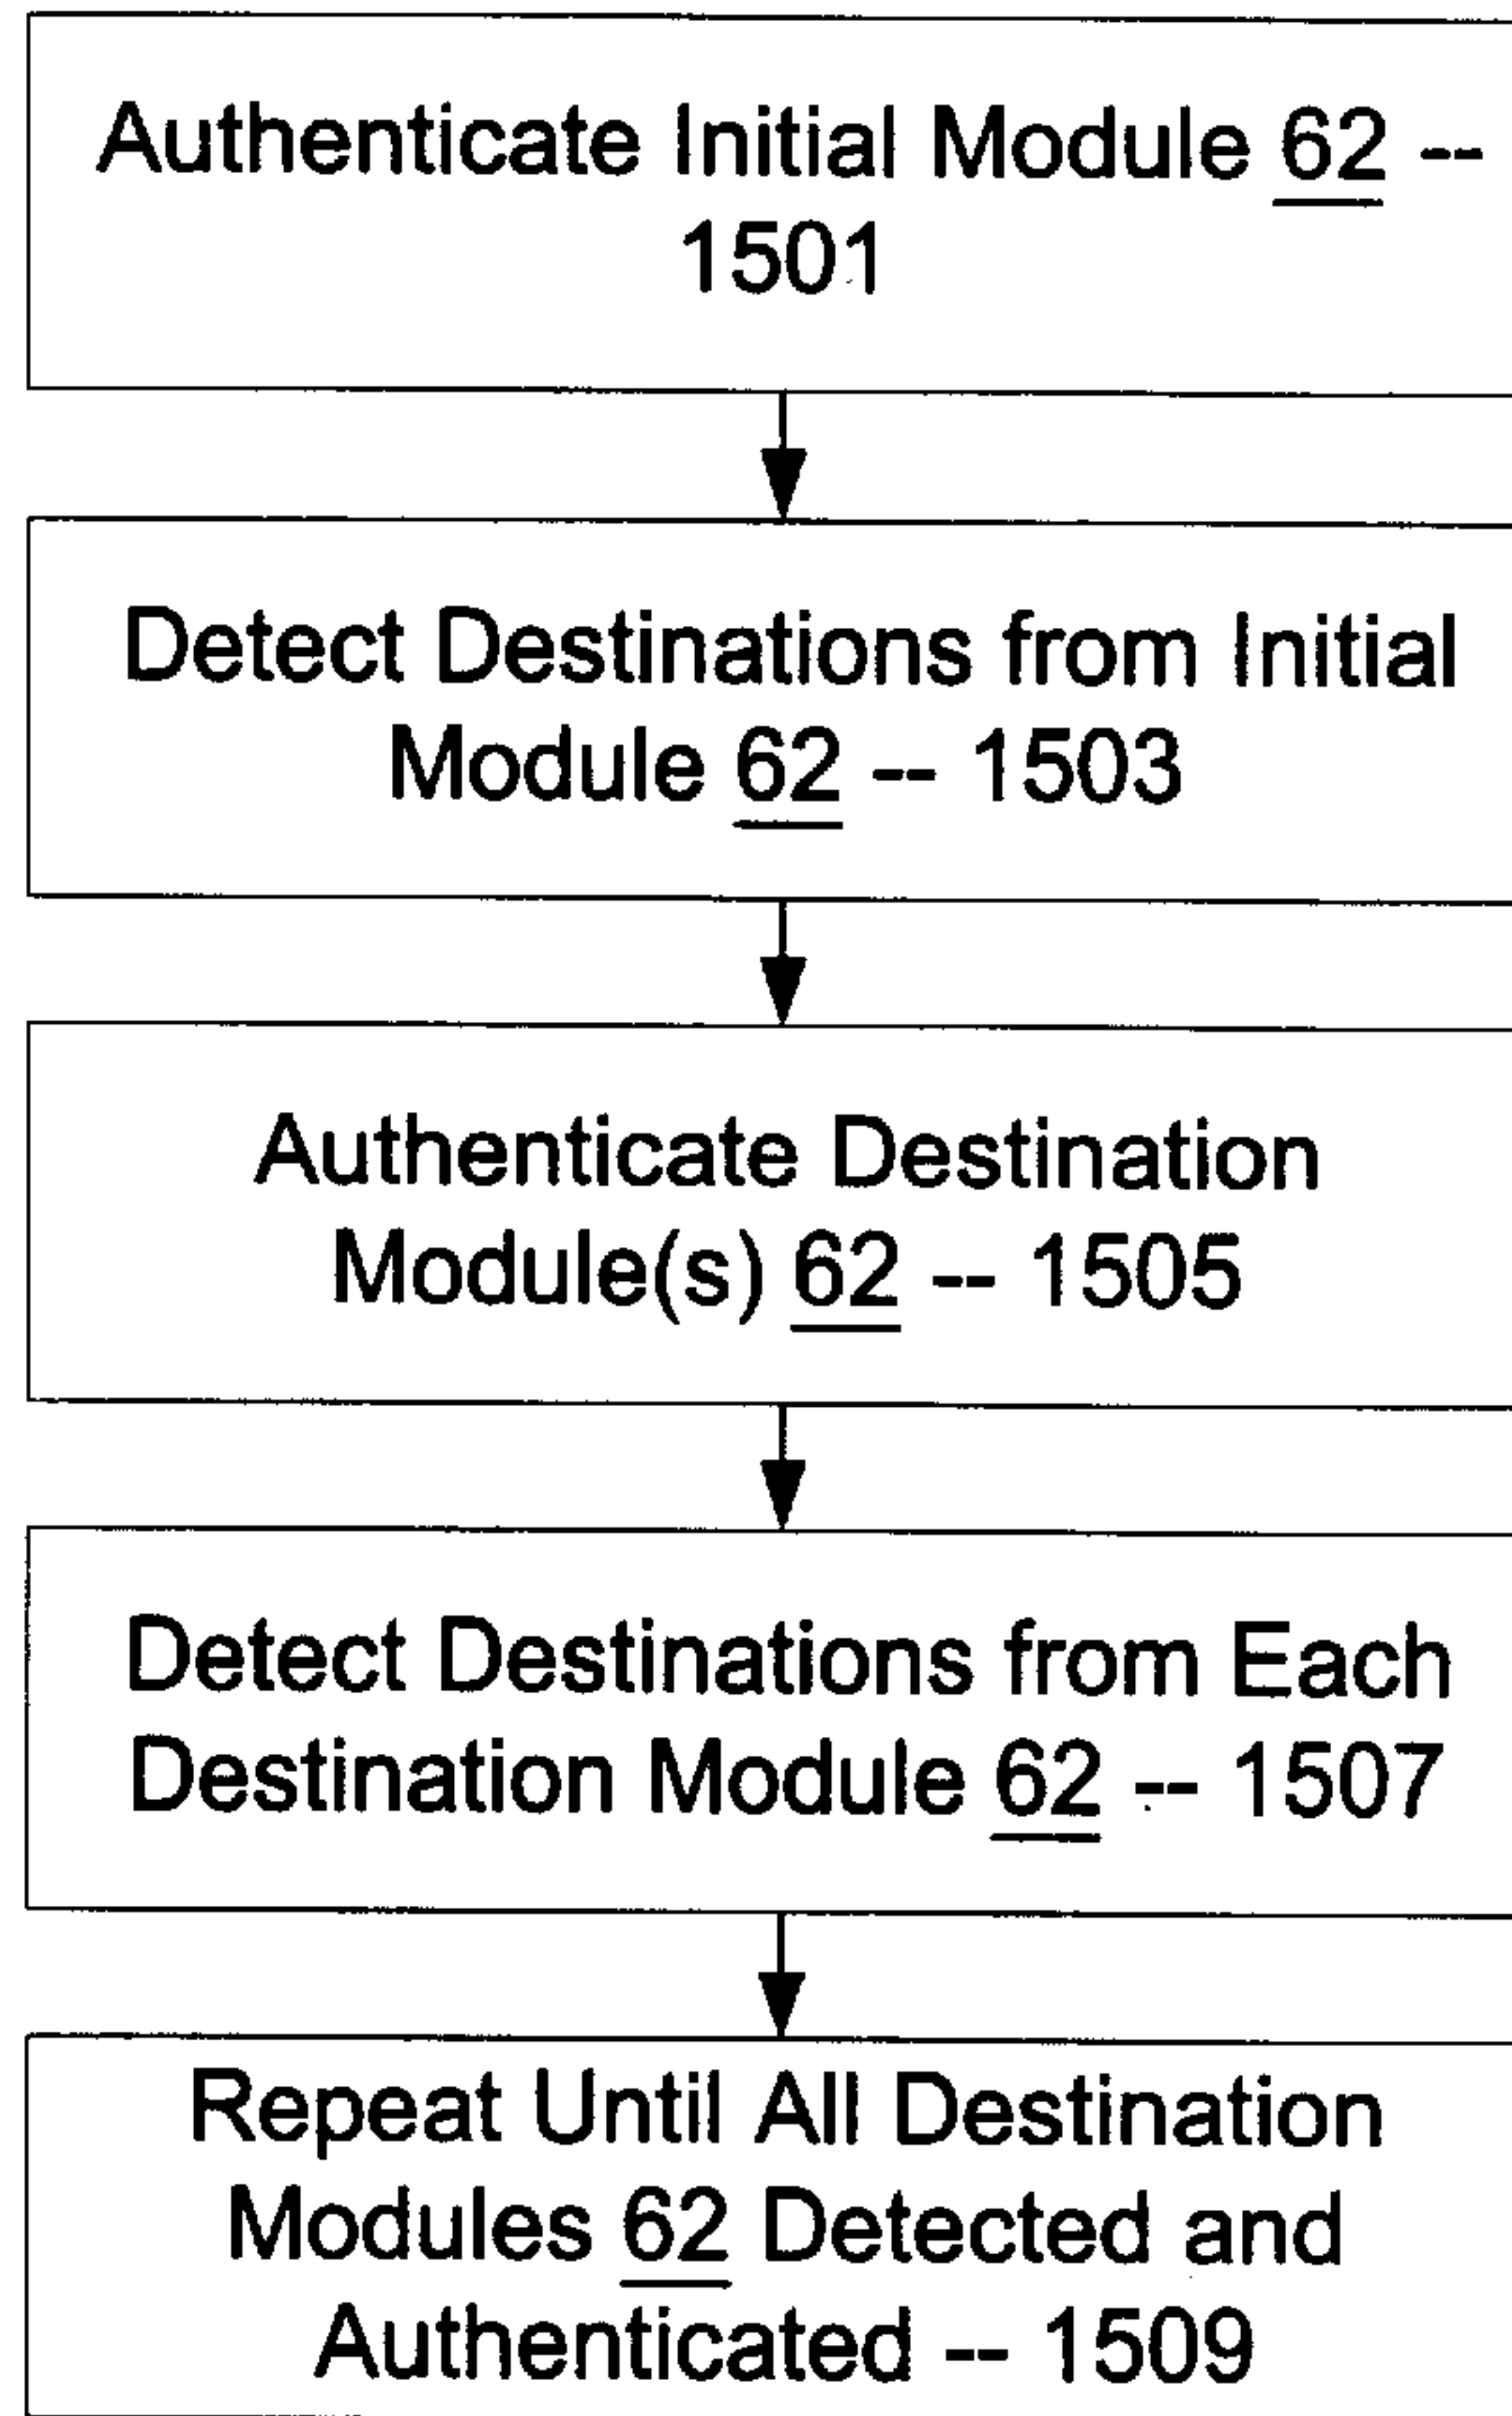 Authenticate Initial Module 62 --
1501
Detect Destinations from Initial
Module 62 -- 1503
Authenticate Destination
Module(s) 62 -- 1505
Detect Destinations from Each
Destination Module 62 -- 1507
Repeat Until All Destination
Modules 62 Detected and
Authenticated -- 1509